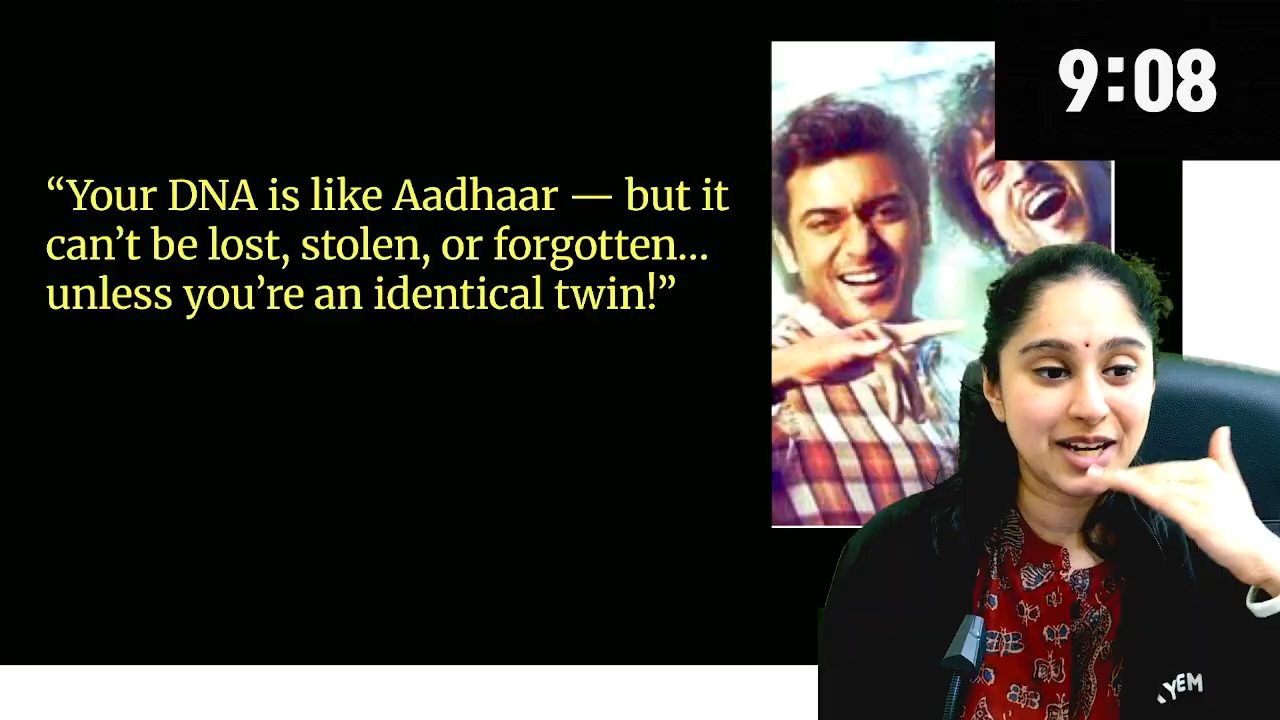 9:08
“Your DNA is like Aadhaar — but it
can’t be lost, stolen, or forgotten...
unless you’re an identical twin!”
YEM